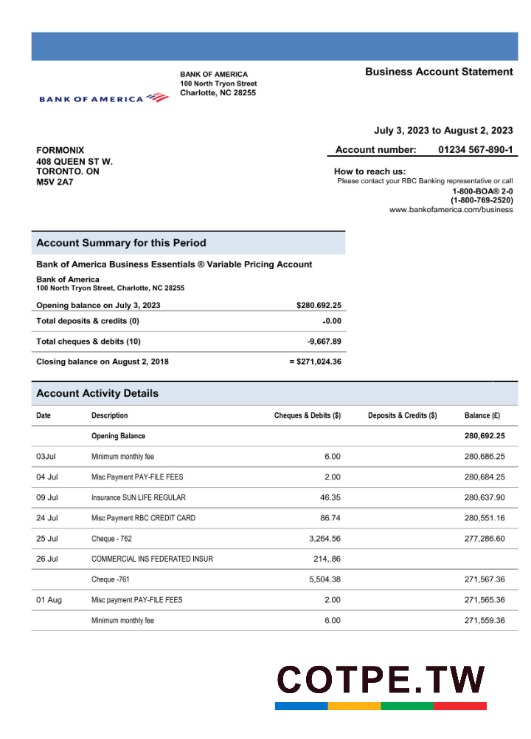 BANK OF AMERICA
BANK OF AMERICA
100 North Tryon Street
Charlotte, NC 28255
Business Account Statement
July 3, 2023 to August 2, 2023
Account number: 01234 567-890-1
FORMONIX
408 QUEEN ST W.
TORONTO. ON
M5V 2A7
How to reach us:
Please contact your RBC Banking representative or call
1-800-BOA® 2-0
(1-800-769-2520)
www.bankofamerica.com/business
Account Summary for this Period
Bank of America Business Essentials ® Variable Pricing Account
Bank of America
100 North Tryon Street, Charlotte, NC 28255
Opening balance on July 3, 2023 $280.692.25
Total deposits & credits (0) -0.00
Total cheques & debits (10) -9,667.89
Closing balance on August 2, 2018 = $271,024.36
Account Activity Details
Date Description Cheques & Debits ($) Deposits & Credits ($) Balance (£)
Opening Balance 280,692.25
03Jul Minimum monthly fee 6.00 280,686.25
04 Jul Misc Payment PAY-FILE FEES 2.00 280,684.25
09 Jul Insurance SUN LIFE REGULAR 46.35 280,637.90
24 Jul Misc Payment RBC CREDIT CARD 86.74 280,551.16
25 Jul Cheque - 762 3,264.56 277,286.60
26 Jul COMMERCIAL INS FEDERATED INSUR 214,.86
Cheque -761 5,504.38 271,567.36
01 Aug Misc payment PAY-FILE FEES 2.00 271,565.36
Minimum monthly fee 6.00 271,559.36
COTPE.TW